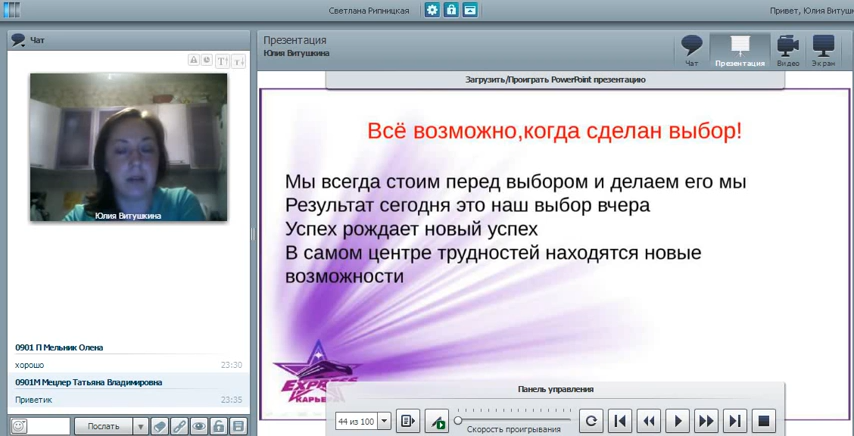 Светлана Рипницкая
Привет, Юлия Витушк
Чат
Презентация
Юлия Витушкина
Чат
Презентация
Видео
Экран
Загрузить/Проиграть PowerPoint презентацию
Юлия Витушкина
Всё возможно,когда сделан выбор!
Мы всегда стоим перед выбором и делаем его мы
Результат сегодня это наш выбор вчера
Успех рождает новый успех
В самом центре трудностей находятся новые
возможности
EXPRESS
КАРЬЕ
0901 П Мельник Олена
хорошо 23:30
0901М Мецлер Татьяна Владимировна
Приветик 23:35
Послать
Панель управления
44 из 100
Скорость проигрывания